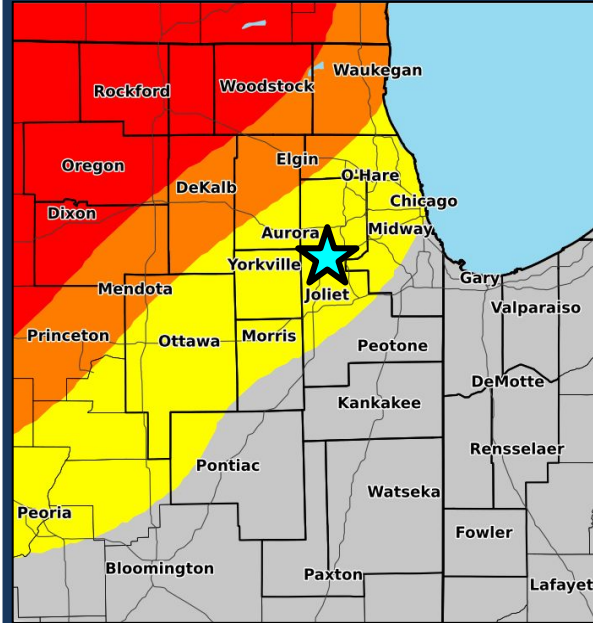 Waukegan
Rockford
Woodstock
Elgin
Oregon
O'Hare
DeKalb
Chicago
Dixon
Aurora
Midway
Yorkville
Gary
Mendota
Joliet
Valparaiso
Princeton
Ottawa
Morris
Peotone
DeMotte
Kankakee
Rensselaer
Pontiac
Watseka
Peoria
Fowler
Bloomington
Paxton
Lafayet